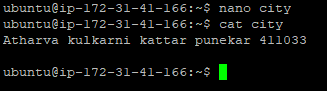 ubuntu@ip-172-31-41-166:~$ nano city
ubuntu@ip-172-31-41-166:~$ cat city
Atharva kulkarni kattar punekar 411033
ubuntu@ip-172-31-41-166:~$